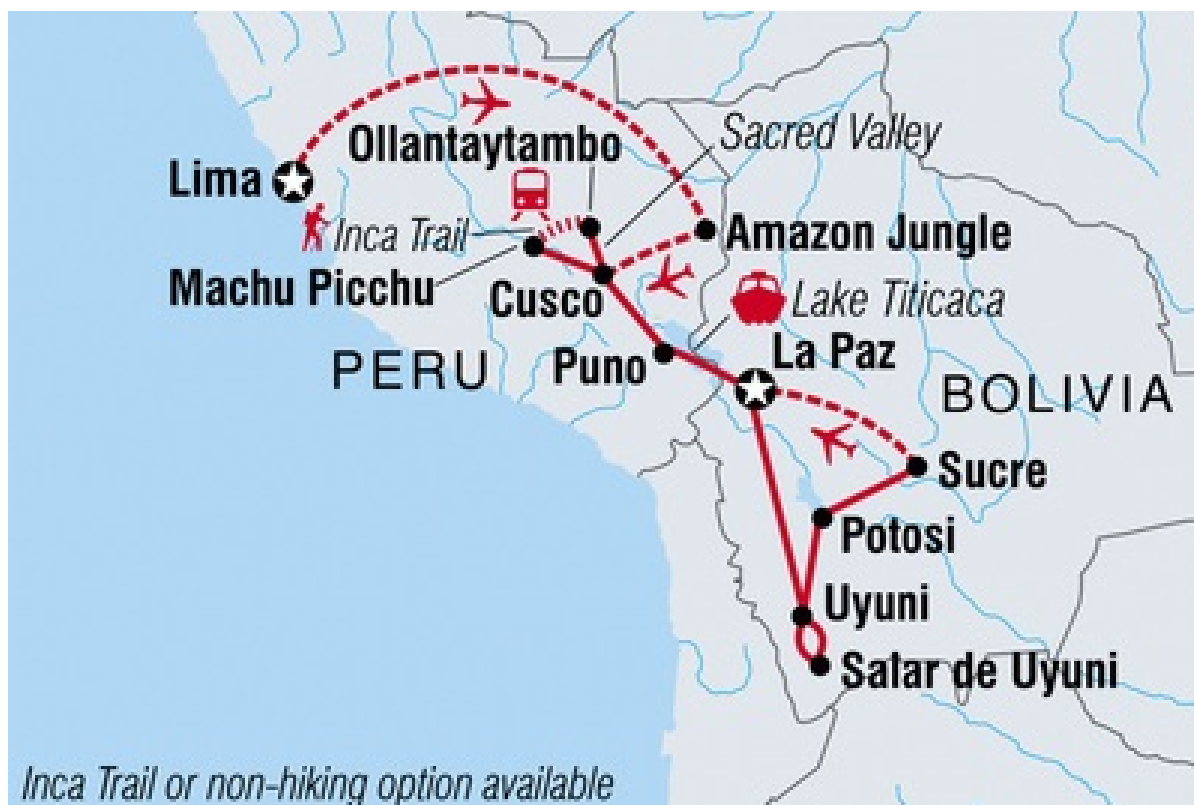 Ollantaytambo
Sacred Valley
Lima
Inca Trail
Amazon Jungle
Machu Picchu
Cusco
Lake Titicaca
PERU
Puno
La Paz
BOLIVIA
Sucre
Potosi
Uyuni
Salar de Uyuni
Inca Trail or non-hiking option available